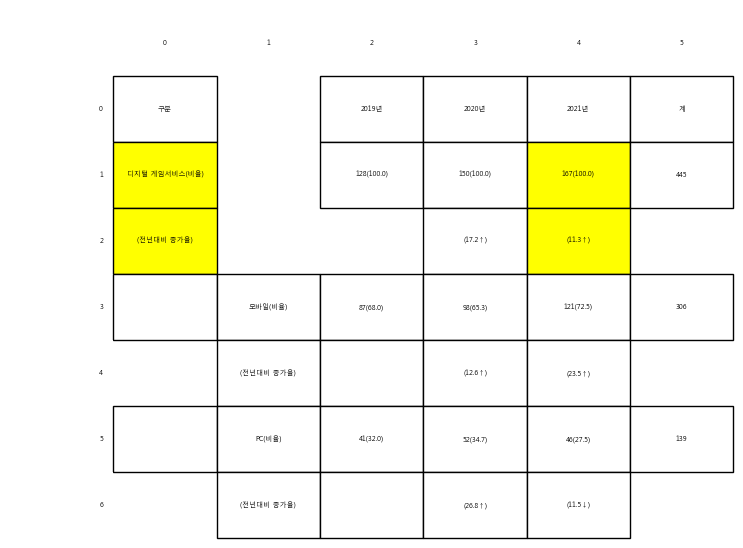 0 1 2 3 4 5
0 구분 2019년 2020년 2021년 계
1 디지털 게임서비스(비율) 128(100.0) 150(100.0) 167(100.0) 445
2 (전년대비 증가율) (17.2↑) (11.3↑)
3 모바일(비율) 87(68.0) 98(65.3) 121(72.5) 306
4 (전년대비 증가율) (12.6↑) (23.5↑)
5 PC(비율) 41(32.0) 52(34.7) 46(27.5) 139
6 (전년대비 증가율) (26.8↑) (11.5↓)